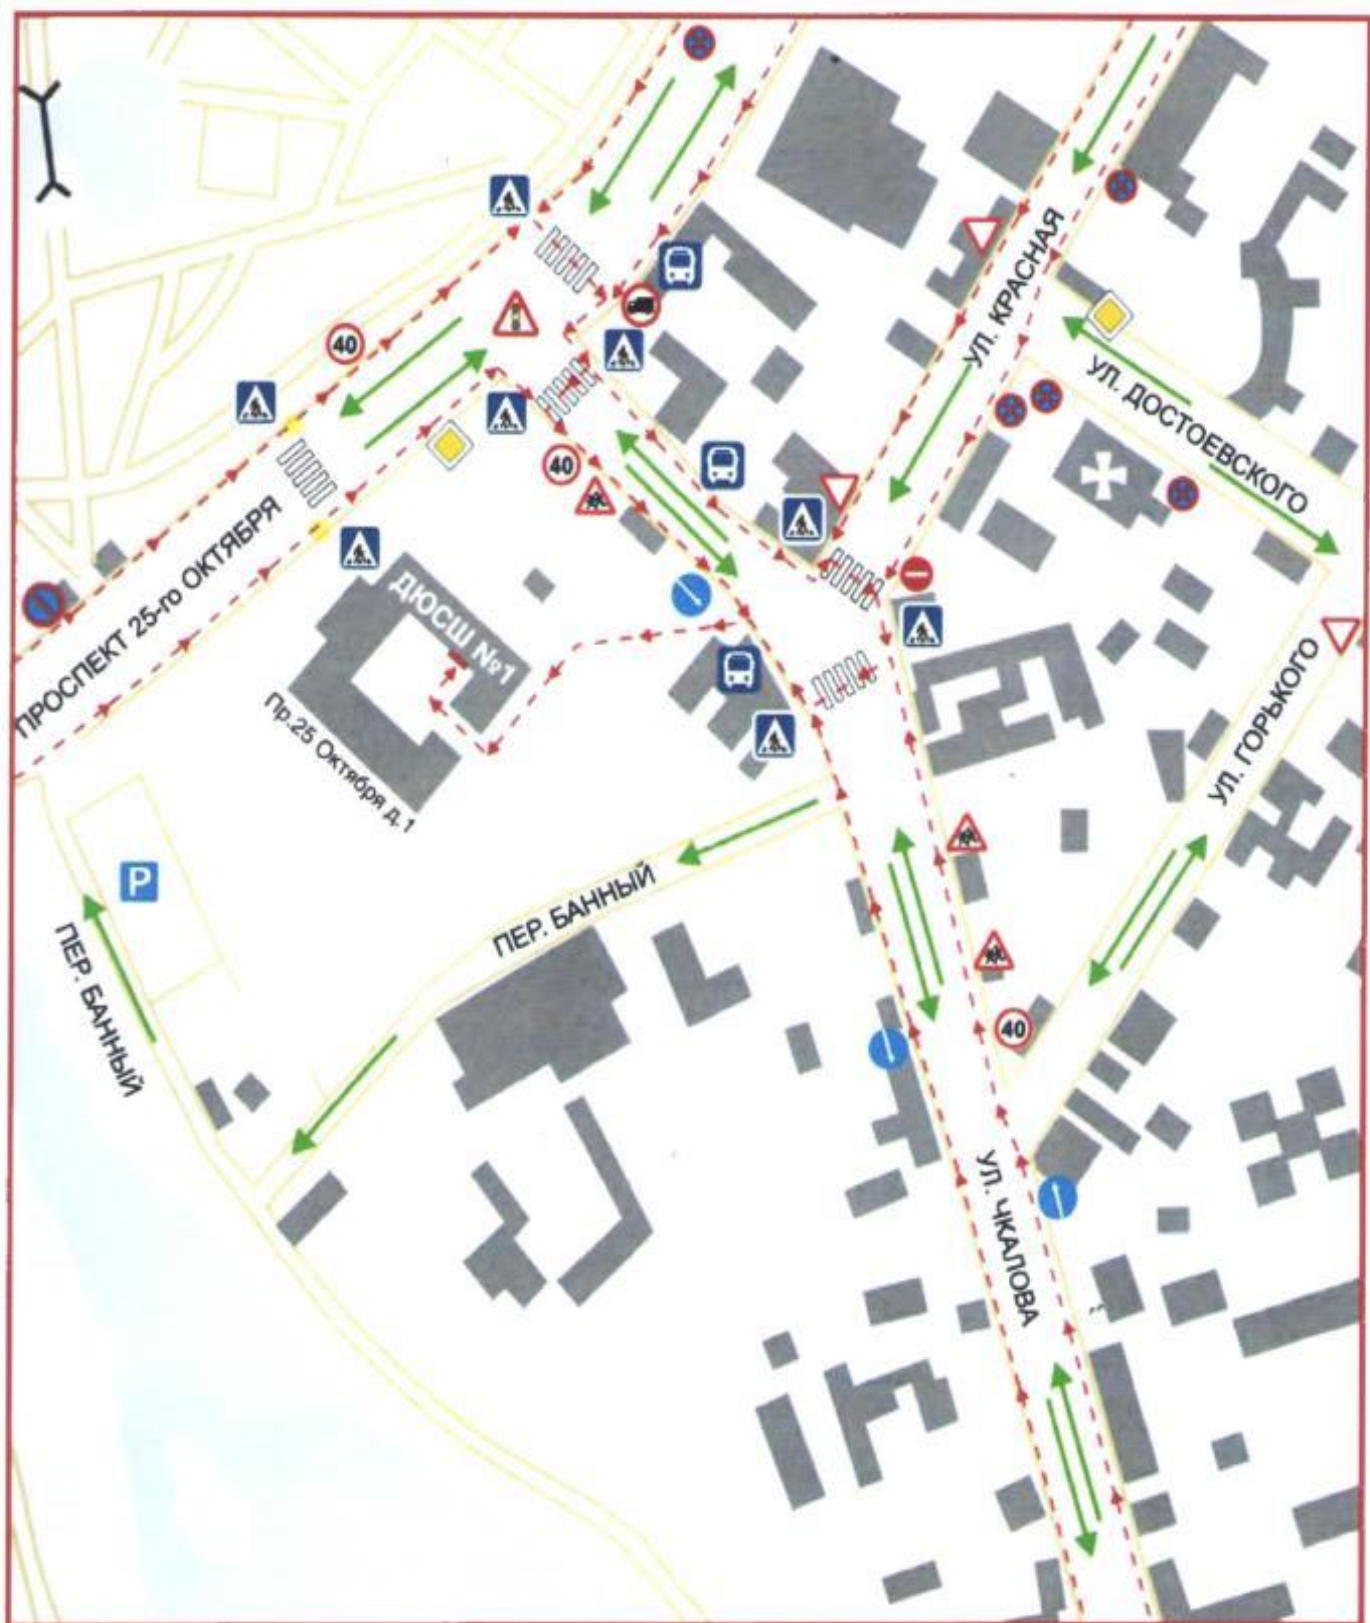 УЛ. КРАСНАЯ
40
УЛ. ДОСТОЕВСКОГО
40
ПРОСПЕКТ 25-го ОКТЯБРЯ
ДЮСШ №1
Пр.25 Октября д.1
УЛ. ГОРЬКОГО
P
ПЕР. БАННЫЙ
ПЕР. БАННЫЙ
40
УЛ. ЧКАЛОВА